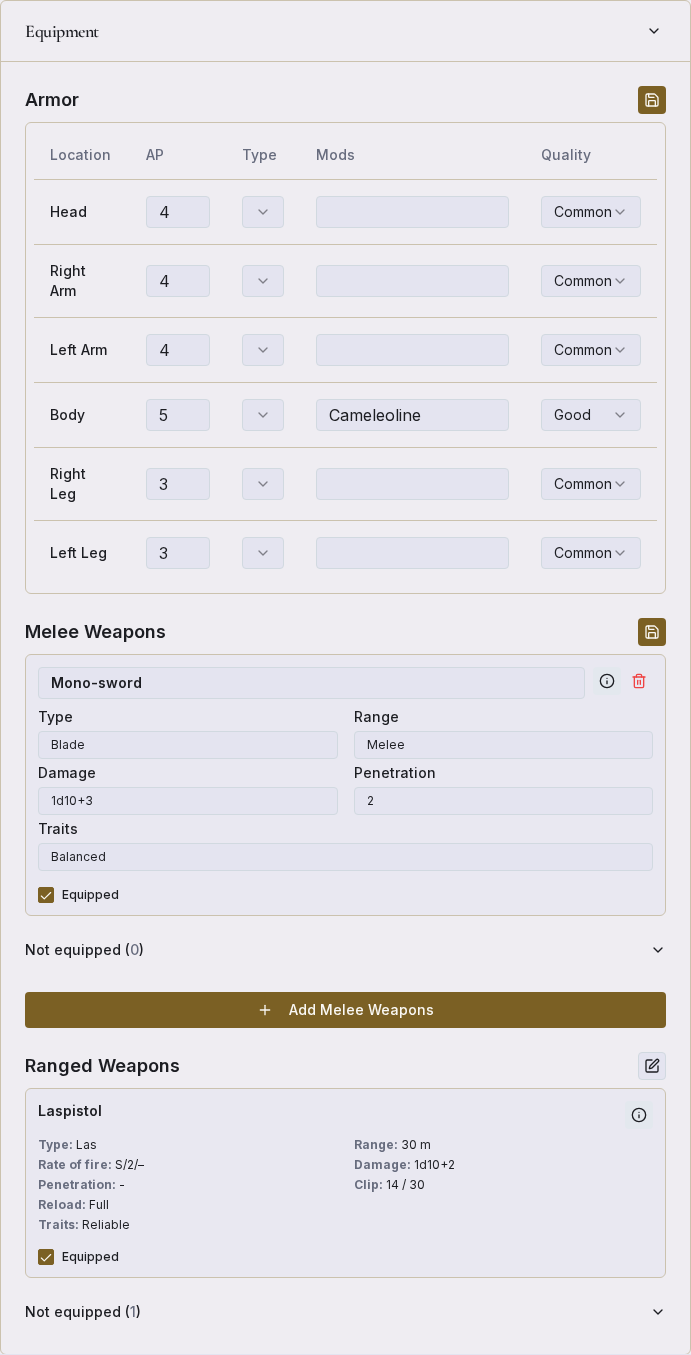 Equipment
Armor
Location AP Type Mods Quality
Head 4 Common
Right
Arm 4 Common
Left Arm 4 Common
Body 5 Cameleoline Good
Right
Leg 3 Common
Left Leg 3 Common
Melee Weapons
Mono-sword
Type Range
Blade Melee
Damage Penetration
1d10+3 2
Traits
Balanced
Equipped
Not equipped (0)
Add Melee Weapons
Ranged Weapons
Laspistol
Type: Las Range: 30 m
Rate of fire: S/2/– Damage: 1d10+2
Penetration: - Clip: 14 / 30
Reload: Full
Traits: Reliable
Equipped
Not equipped (1)